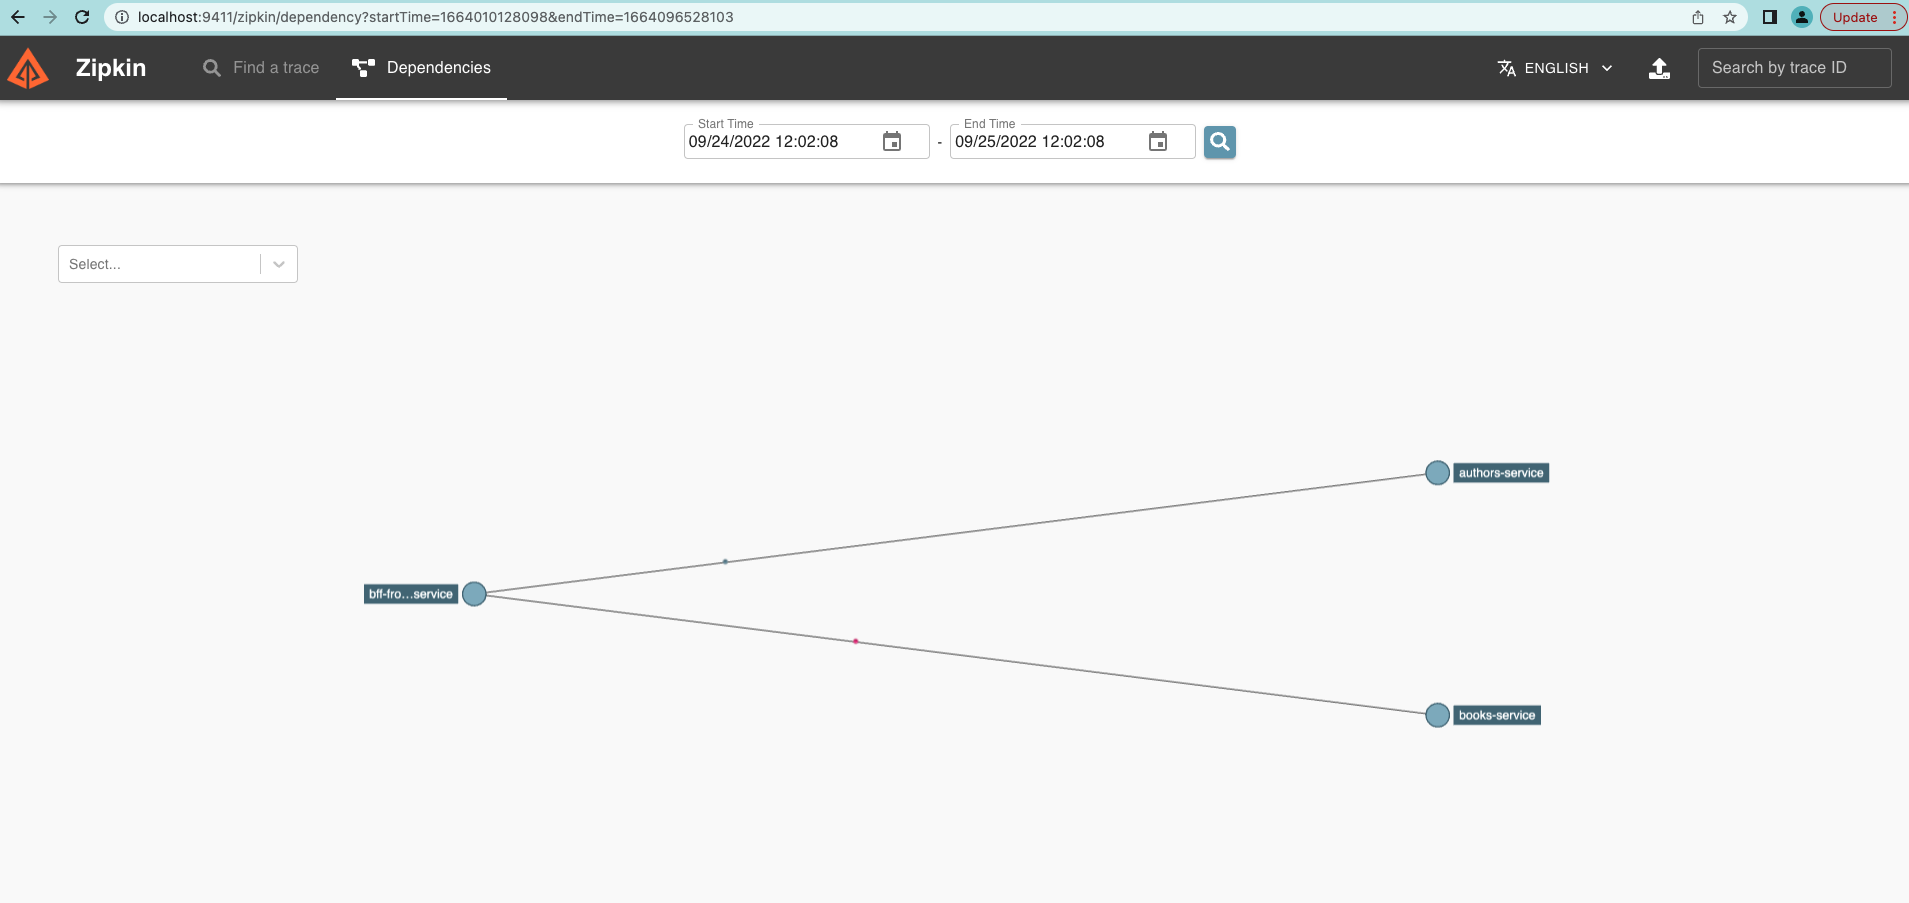 localhost:9411/zipkin/dependency?startTime=1664010128098&endTime=1664096528103
Update
Zipkin
Find a trace
Dependencies
ENGLISH
Search by trace ID
Start Time
09/24/2022 12:02:08
-
End Time
09/25/2022 12:02:08
Select...
authors-service
bff-fro…service
books-service